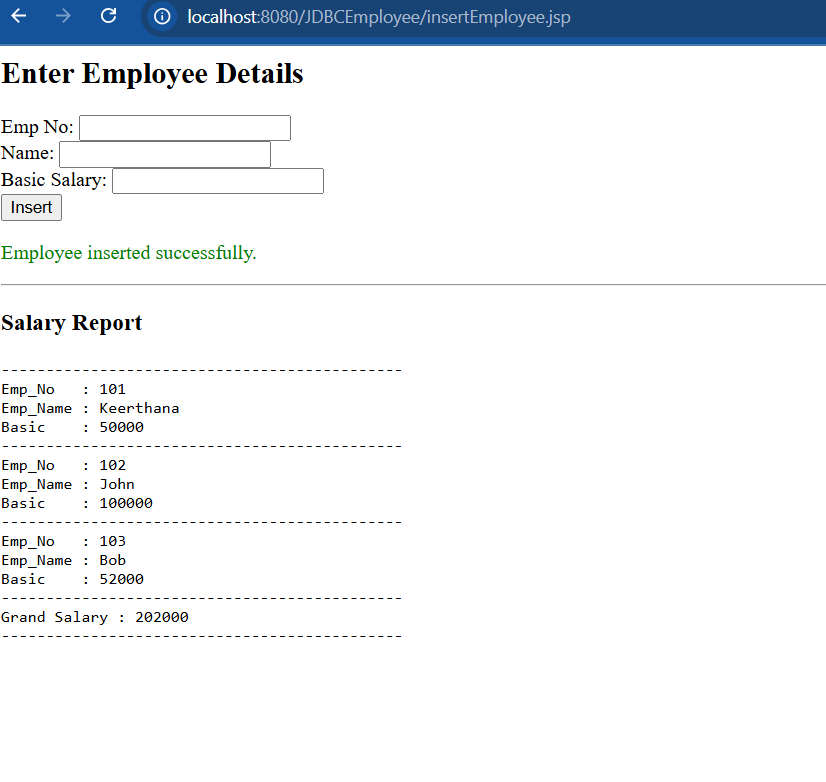 localhost:8080/JDBCEmployee/insertEmployee.jsp
Enter Employee Details
Emp No:
Name:
Basic Salary:
Insert
Employee inserted successfully.
Salary Report
---------------------------------------------
Emp_No   : 101
Emp_Name : Keerthana
Basic    : 50000
---------------------------------------------
Emp_No   : 102
Emp_Name : John
Basic    : 100000
---------------------------------------------
Emp_No   : 103
Emp_Name : Bob
Basic    : 52000
---------------------------------------------
Grand Salary : 202000
---------------------------------------------